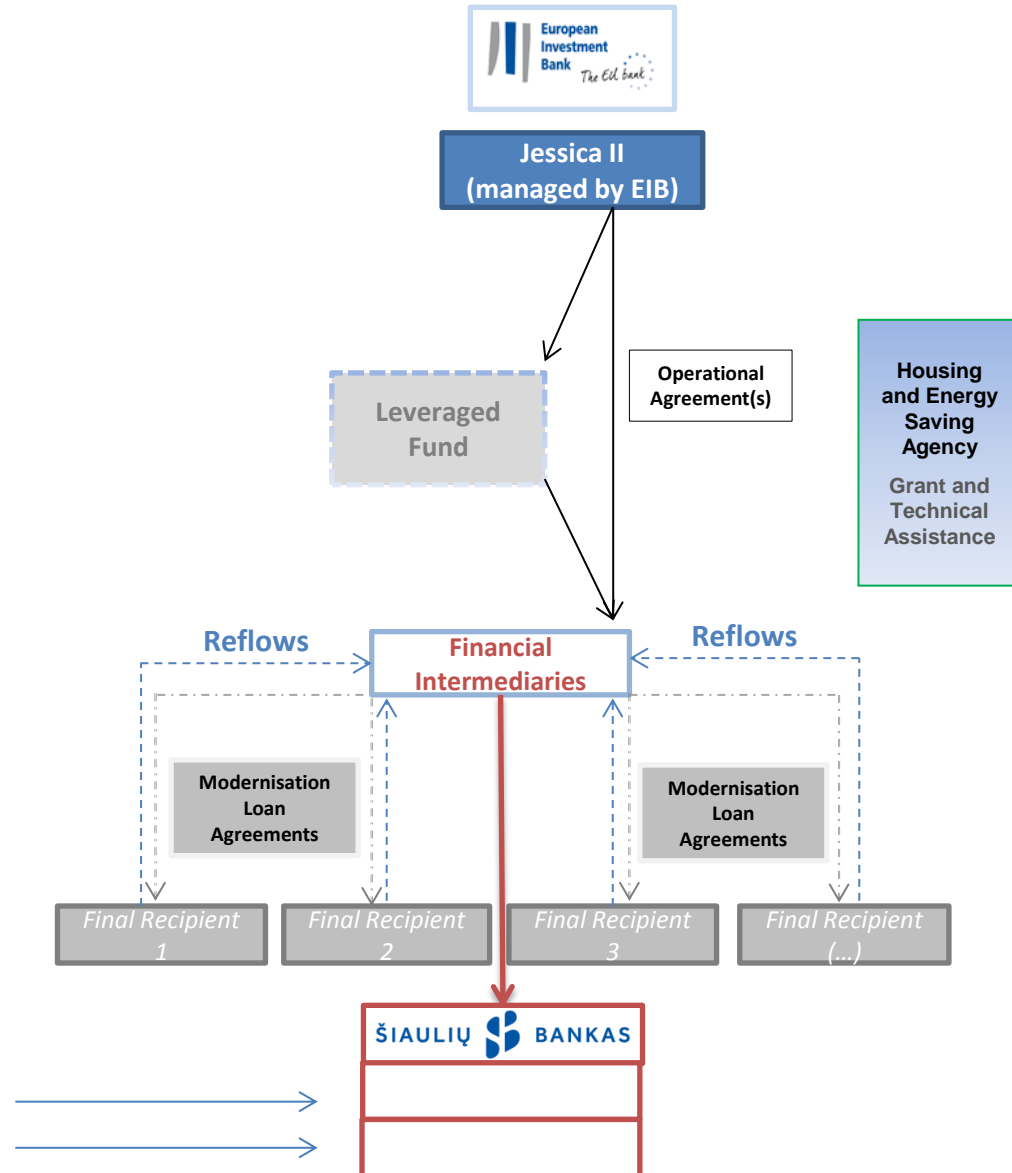 European
Investment
Bank
The EU bank
Jessica II
(managed by EIB)
Leveraged
Fund
Operational
Agreement(s)
Housing
and Energy
Saving
Agency
Grant and
Technical
Assistance
Reflows
Financial
Intermediaries
Reflows
Modernisation
Loan
Agreements
Modernisation
Loan
Agreements
Final Recipient
1
Final Recipient
2
Final Recipient
3
Final Recipient
(…)
ŠIAULIŲ BANKAS